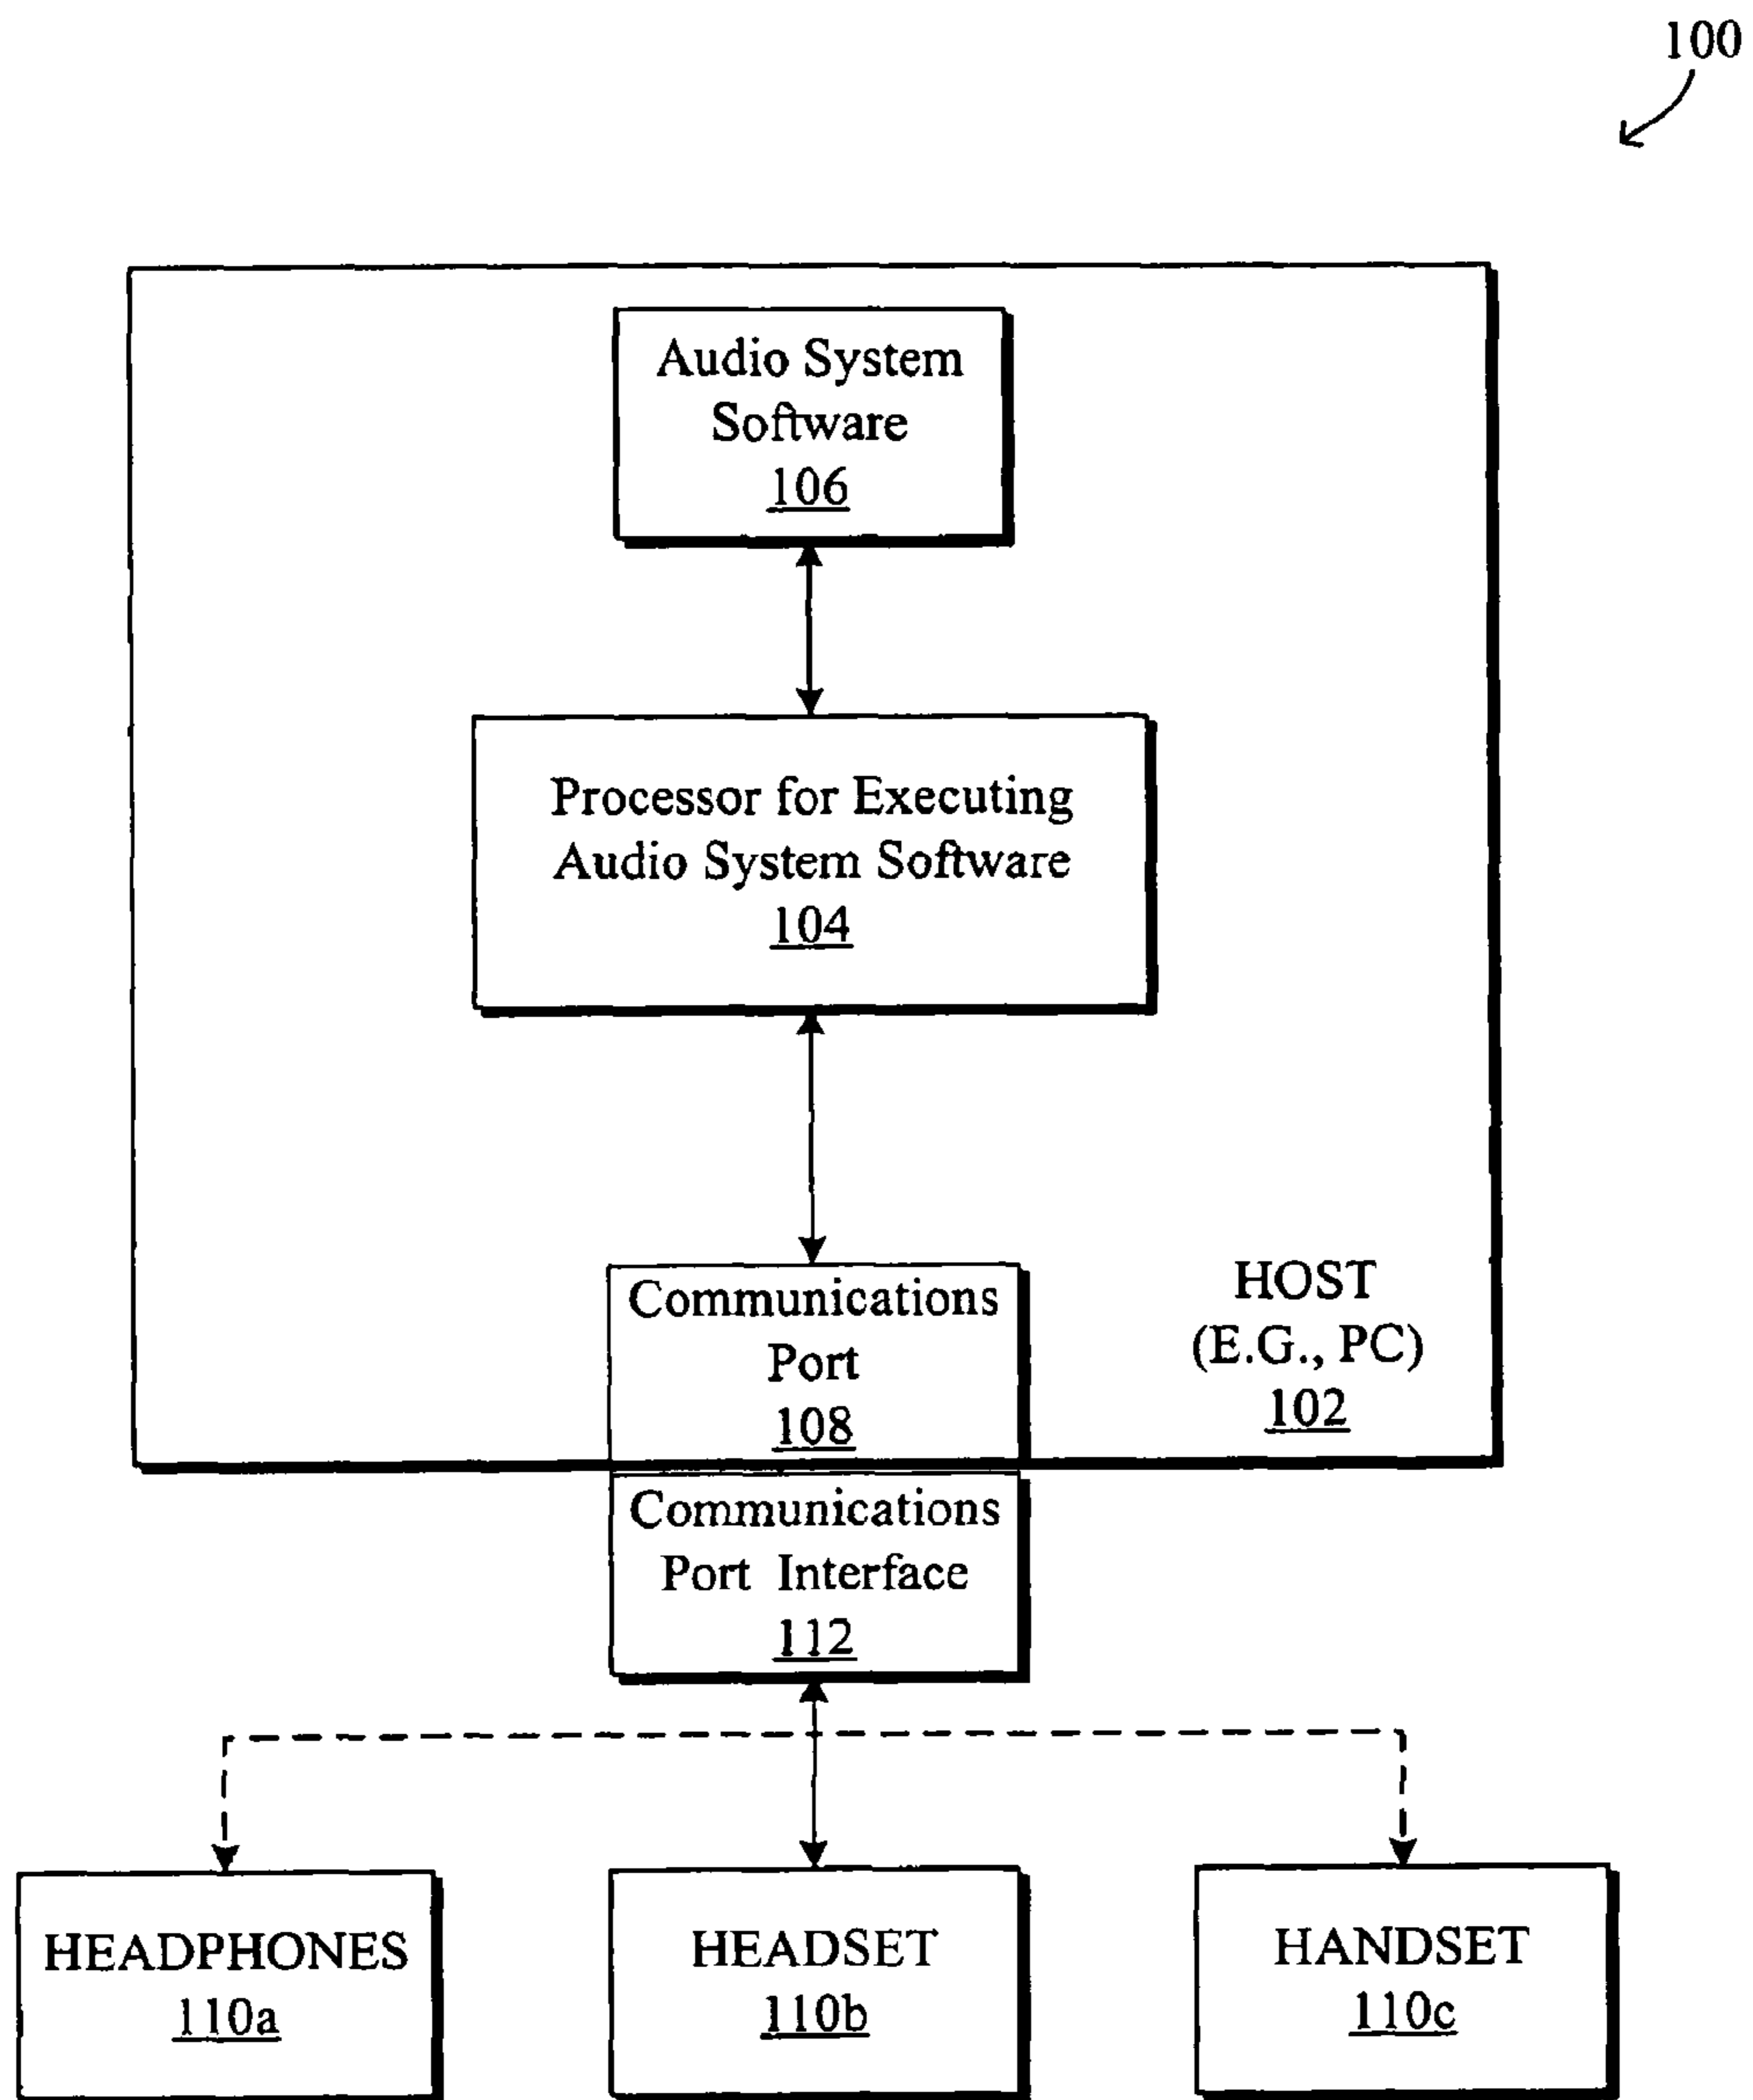 100
Audio System
Software
106
Processor for Executing
Audio System Software
104
Communications
Port
108
HOST
(E.G., PC)
102
Communications
Port Interface
112
HEADPHONES
110a
HEADSET
110b
HANDSET
110c